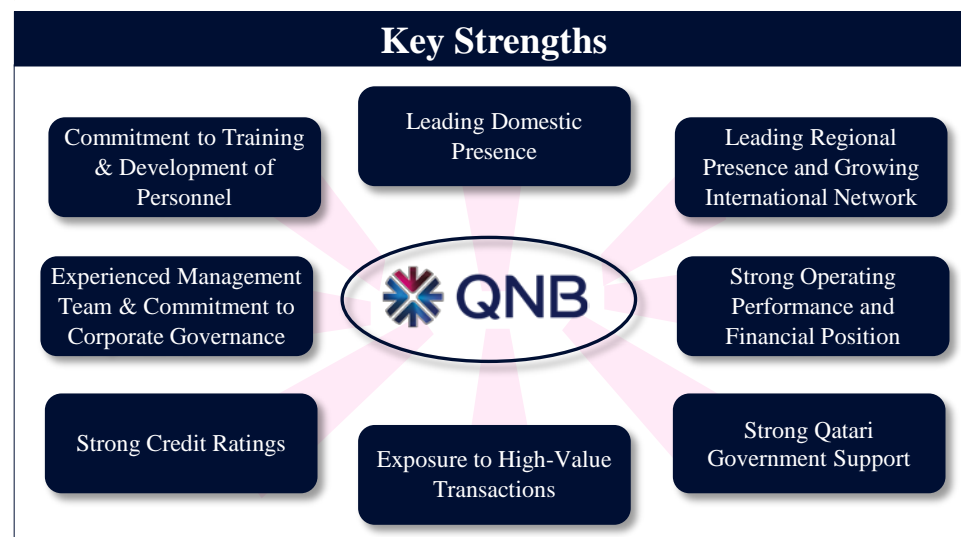 Key Strengths
Leading Domestic
Presence
Commitment to Training
& Development of
Personnel
Leading Regional
Presence and Growing
International Network
Experienced Management
Team & Commitment to
Corporate Governance
QNB
Strong Operating
Performance and
Financial Position
Strong Credit Ratings
Exposure to High-Value
Transactions
Strong Qatari
Government Support